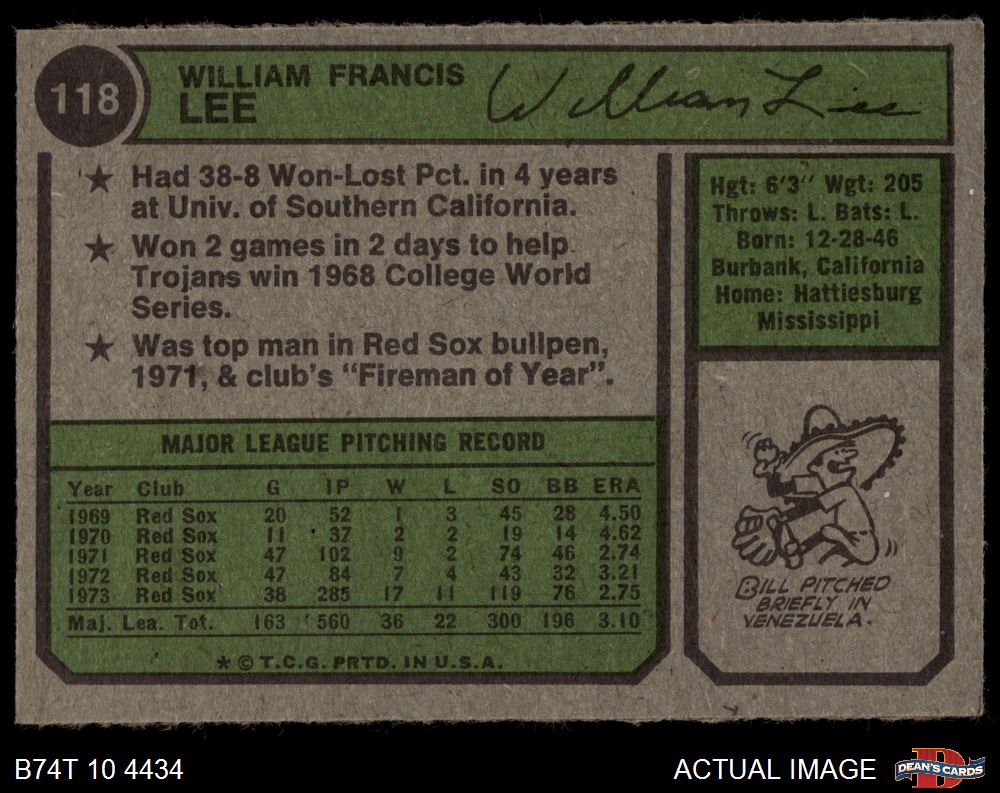 118
WILLIAM FRANCIS
LEE
William Lee
★ Had 38-8 Won-Lost Pct. in 4 years
at Univ. of Southern California.
★ Won 2 games in 2 days to help
Trojans win 1968 College World
Series.
★ Was top man in Red Sox bullpen,
1971, & club's "Fireman of Year".
Hgt: 6'3" Wgt: 205
Throws: L. Bats: L.
Born: 12-28-46
Burbank, California
Home: Hattiesburg
Mississippi
MAJOR LEAGUE PITCHING RECORD
Year Club G IP W L SO BB ERA
1969 Red Sox 20 52 1 3 45 28 4.50
1970 Red Sox 11 37 2 2 19 14 4.62
1971 Red Sox 47 102 9 2 74 46 2.74
1972 Red Sox 47 84 7 4 43 32 3.21
1973 Red Sox 38 285 17 11 119 76 2.75
Maj. Lea. Tot. 163 560 36 22 300 196 3.10
★ © T.C.G. PRTD. IN U.S.A.
BILL PITCHED
BRIEFLY IN
VENEZUELA.
B74T 10 4434
ACTUAL IMAGE
DEAN'S CARDS